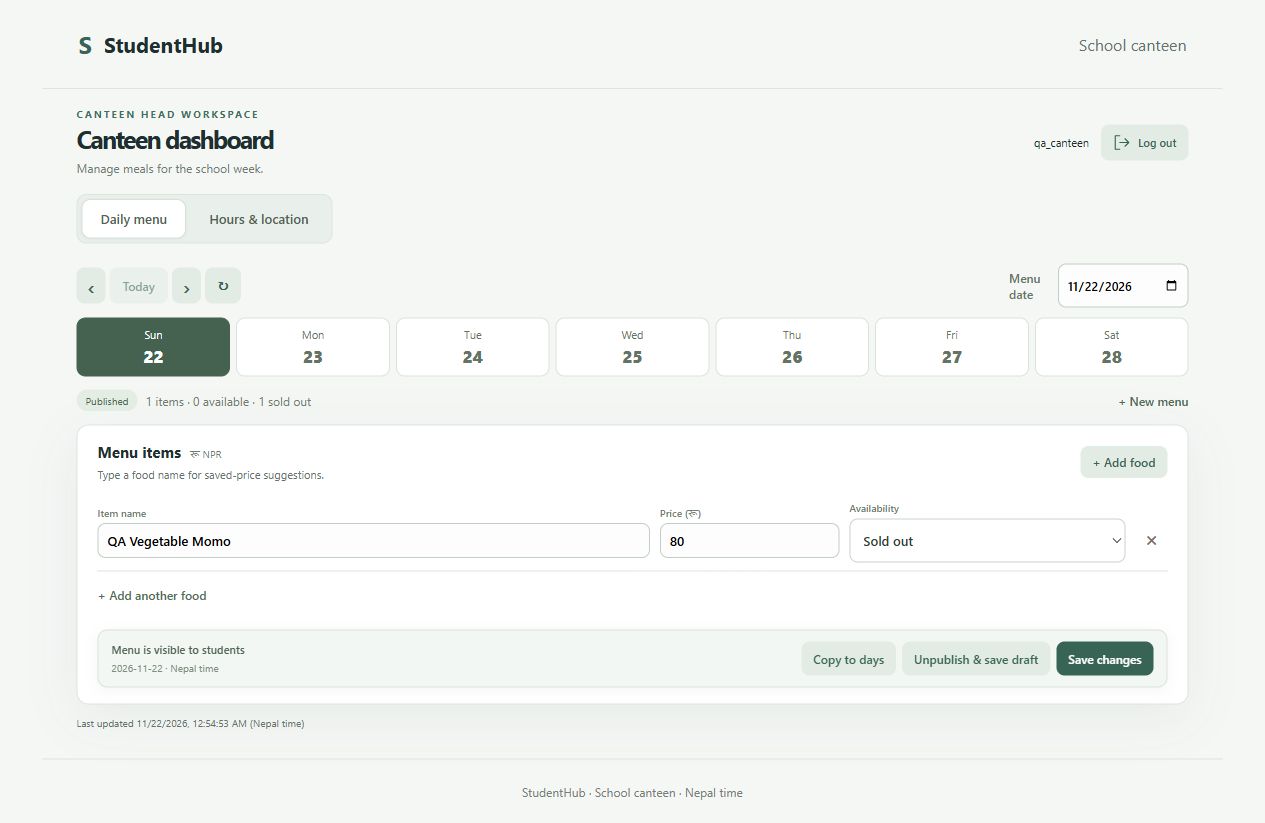 S StudentHub
School canteen
CANTEEN HEAD WORKSPACE
Canteen dashboard
Manage meals for the school week.
qa_canteen
Log out
Daily menu
Hours & location
‹ Today › ↻
Menu date
11/22/2026
Sun 22
Mon 23
Tue 24
Wed 25
Thu 26
Fri 27
Sat 28
Published
1 items · 0 available · 1 sold out
+ New menu
Menu items रू NPR
Type a food name for saved-price suggestions.
+ Add food
Item name
QA Vegetable Momo
Price (रू)
80
Availability
Sold out
✕
+ Add another food
Menu is visible to students
2026-11-22 · Nepal time
Copy to days
Unpublish & save draft
Save changes
Last updated 11/22/2026, 12:54:53 AM (Nepal time)
StudentHub · School canteen · Nepal time